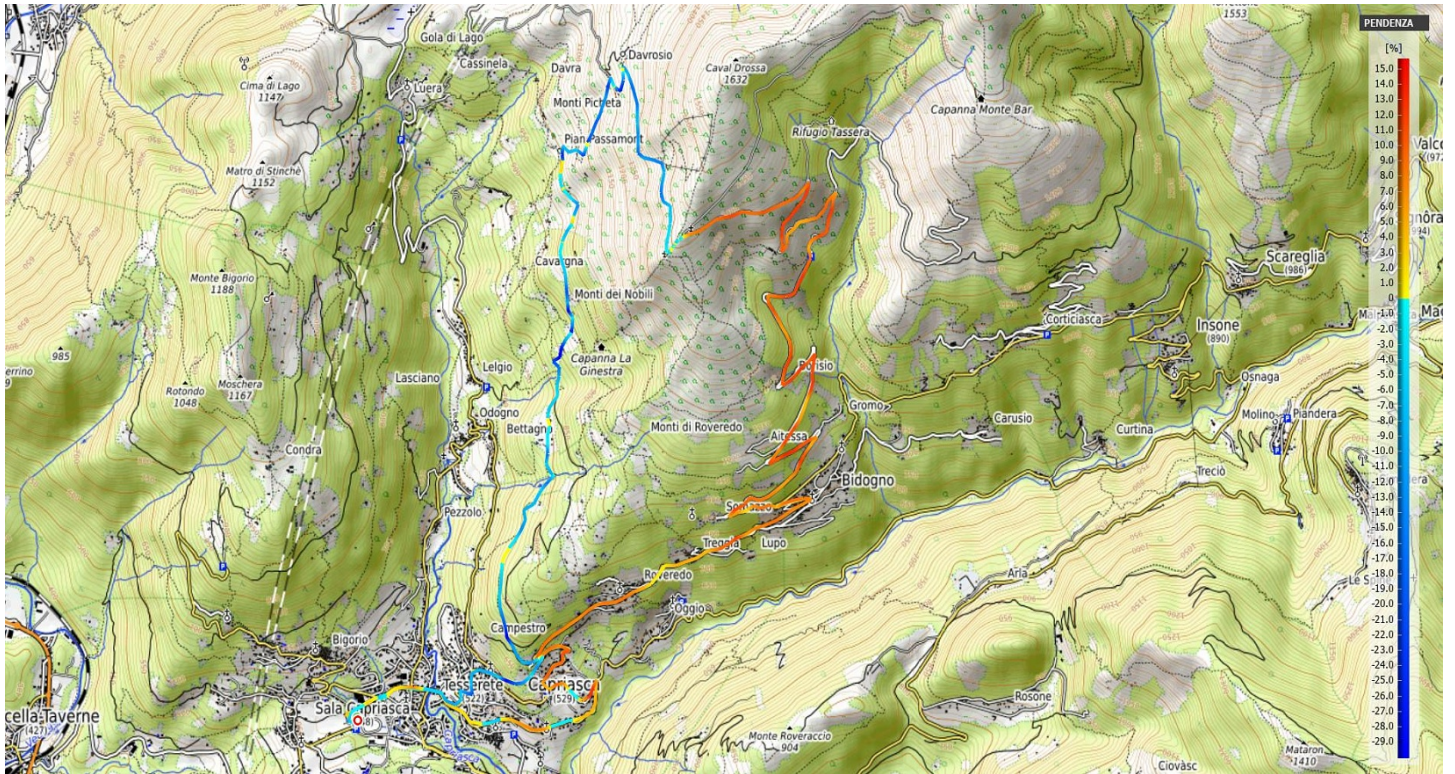 1553
PENDENZA
[%]
Gola di Lago
Cassinela
Davrosio
Davra
Caval Drossa
1632
Cima di Lago
1147
Luera
Monti Picheta
Capanna Monte Bar
Pian Passamont
Rifugio Tassera
Matro di Stinchè
1152
Scareglia
(986)
Cavargna
Monte Bigorio
1188
Monti dei Nobili
Corticiasca
Insone
(890)
985
Capanna La
Ginestra
Lelgio
Lasciano
Rotondo
1048
Moschera
1167
Borisio
Osnaga
Gromo
Odogno
Bettagno
Monti di Roveredo
Carusio
Curtina
Molino
Piandera
Aitessa
Condra
Treciò
Bidogno
Somazzo
Pezzolo
Treggia
Lupo
Roveredo
Arla
Oggio
Campestro
Bigorio
Tesserete
(522)
Capriasca
(529)
Sala Capriasca
Rosone
cella-Taverne
(427)
Monte Roveraccio
904
Mataron
1410
Ciovàsc
15.0
14.0
13.0
12.0
11.0
10.0
9.0
8.0
7.0
6.0
5.0
4.0
3.0
2.0
1.0
0
-1.0
-2.0
-3.0
-4.0
-5.0
-6.0
-7.0
-8.0
-9.0
-10.0
-11.0
-12.0
-13.0
-14.0
-15.0
-16.0
-17.0
-18.0
-19.0
-20.0
-21.0
-22.0
-23.0
-24.0
-25.0
-26.0
-27.0
-28.0
-29.0